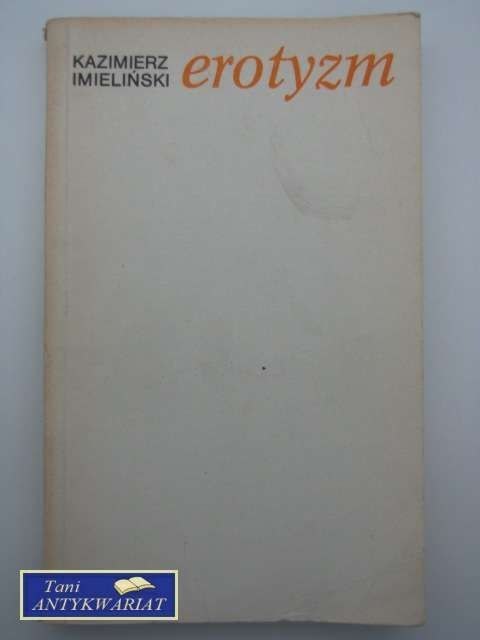 KAZIMIERZ
IMIELIŃSKI
erotyzm
Tani
ANTYKWARIAT